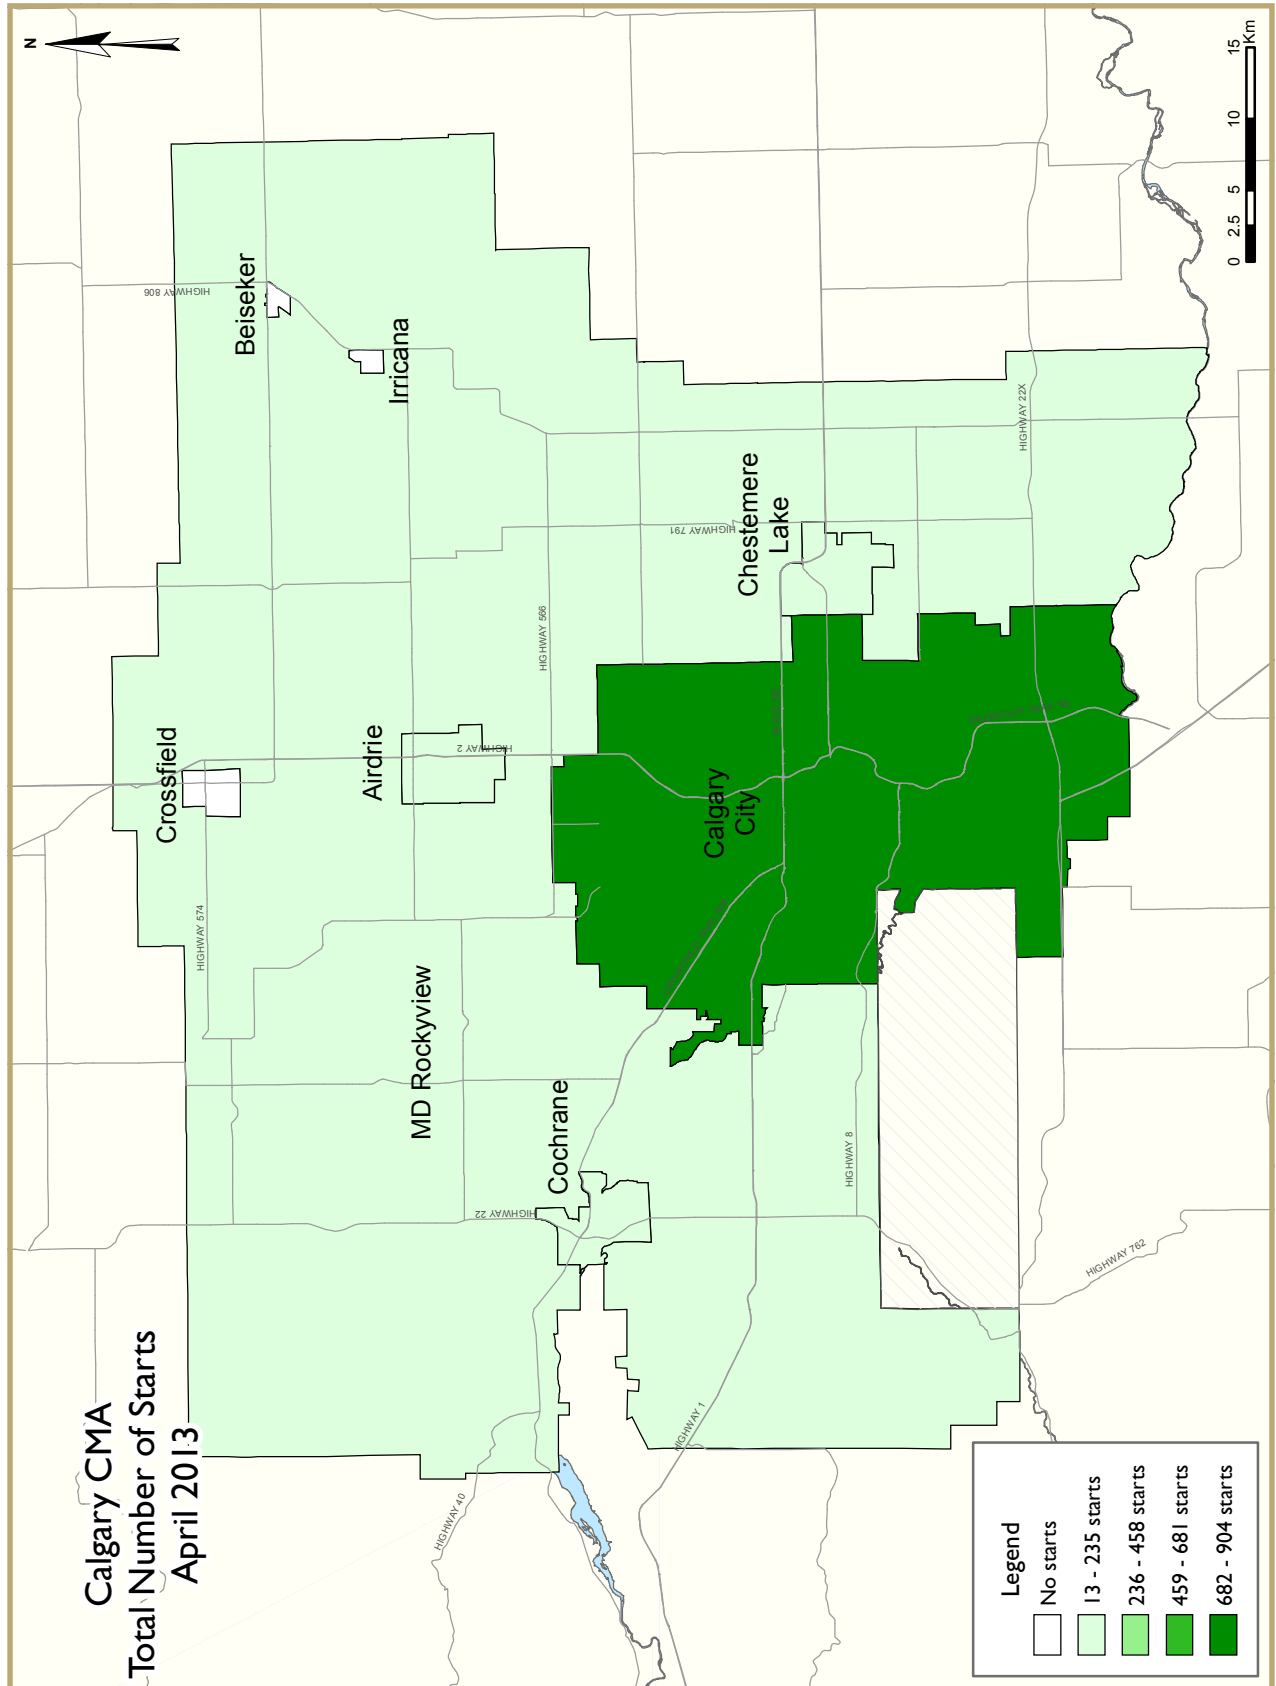 Calgary CMA
Total Number of Starts
April 2013
N
Beiseker
Irricana
Crossfield
Airdrie
MD Rockyview
Cochrane
Chestemere
Lake
Calgary
City
HIGHWAY 806
HIGHWAY 566
HIGHWAY 791
HIGHWAY 22X
HIGHWAY 2
HIGHWAY 574
HIGHWAY 22
HIGHWAY 8
HIGHWAY 762
HIGHWAY 1
HIGHWAY 40
Legend
No starts
13 - 235 starts
236 - 458 starts
459 - 681 starts
682 - 904 starts
0 2.5 5 10 15
Km